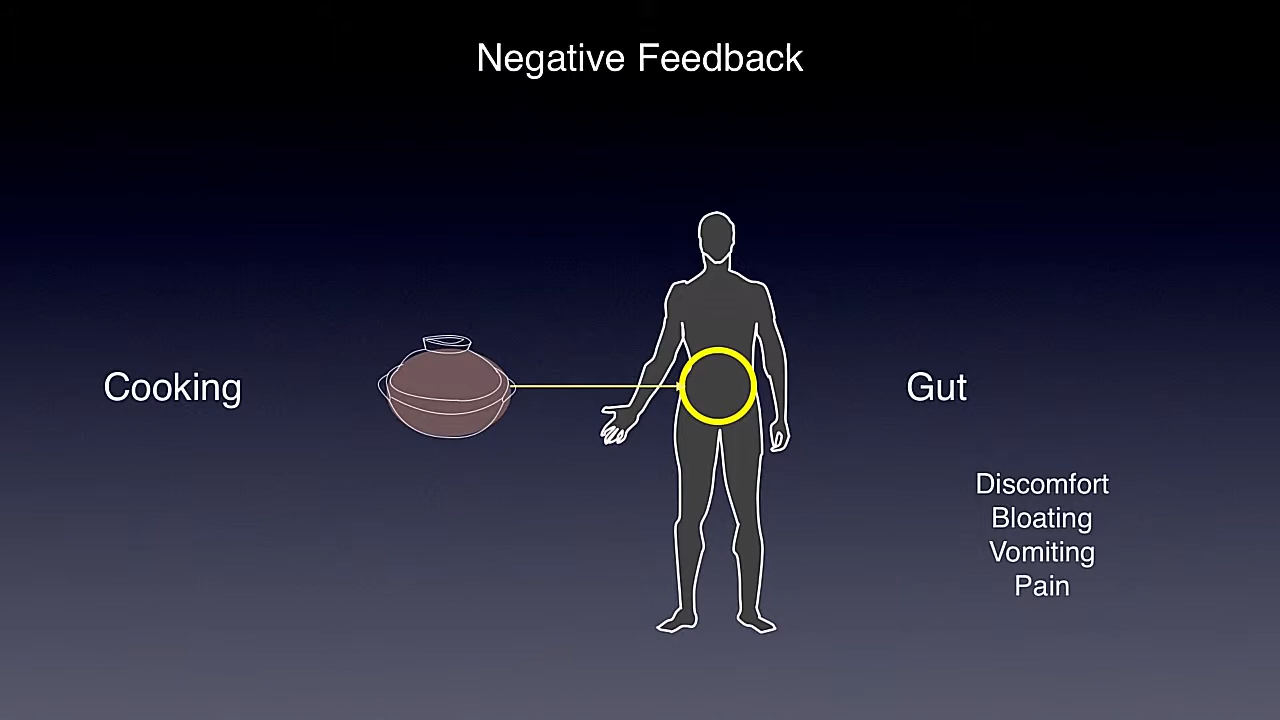 Negative Feedback
Cooking
Gut
Discomfort
Bloating
Vomiting
Pain